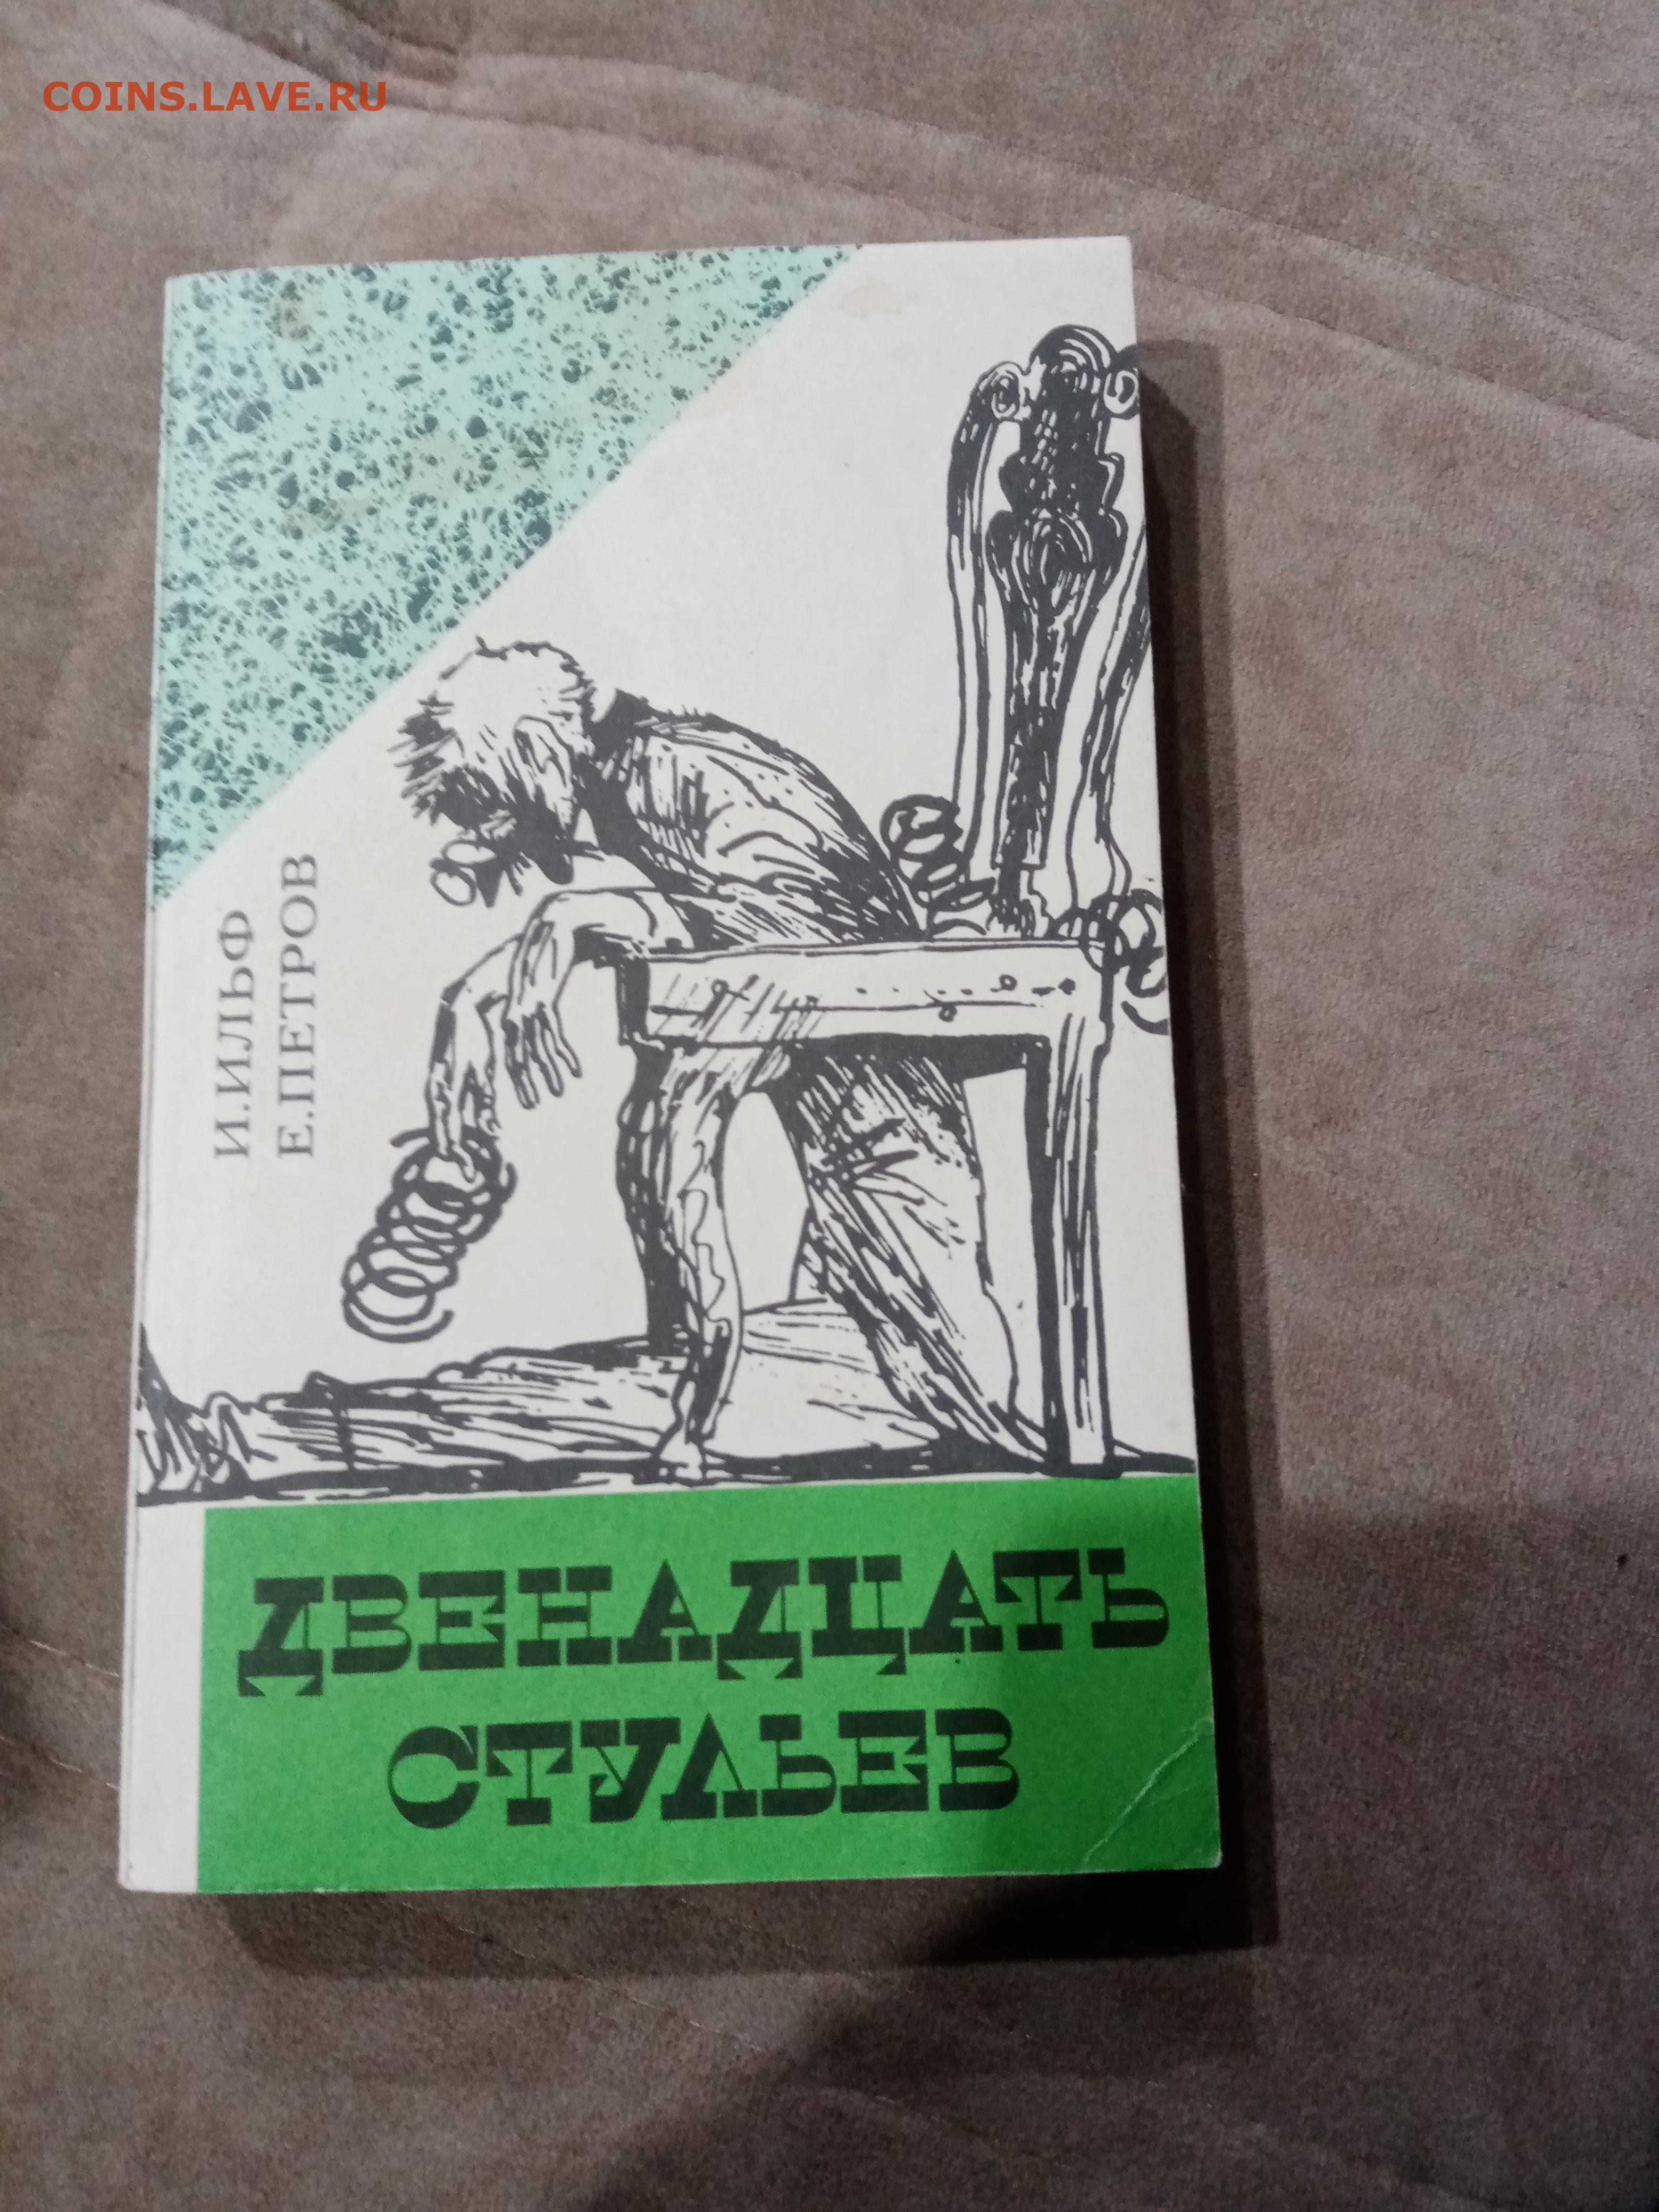 COINS.LAVE.RU
И.ИЛЬФ
Е.ПЕТРОВ
ДВЕНАДЦАТЬ
СТУЛЬЕВ